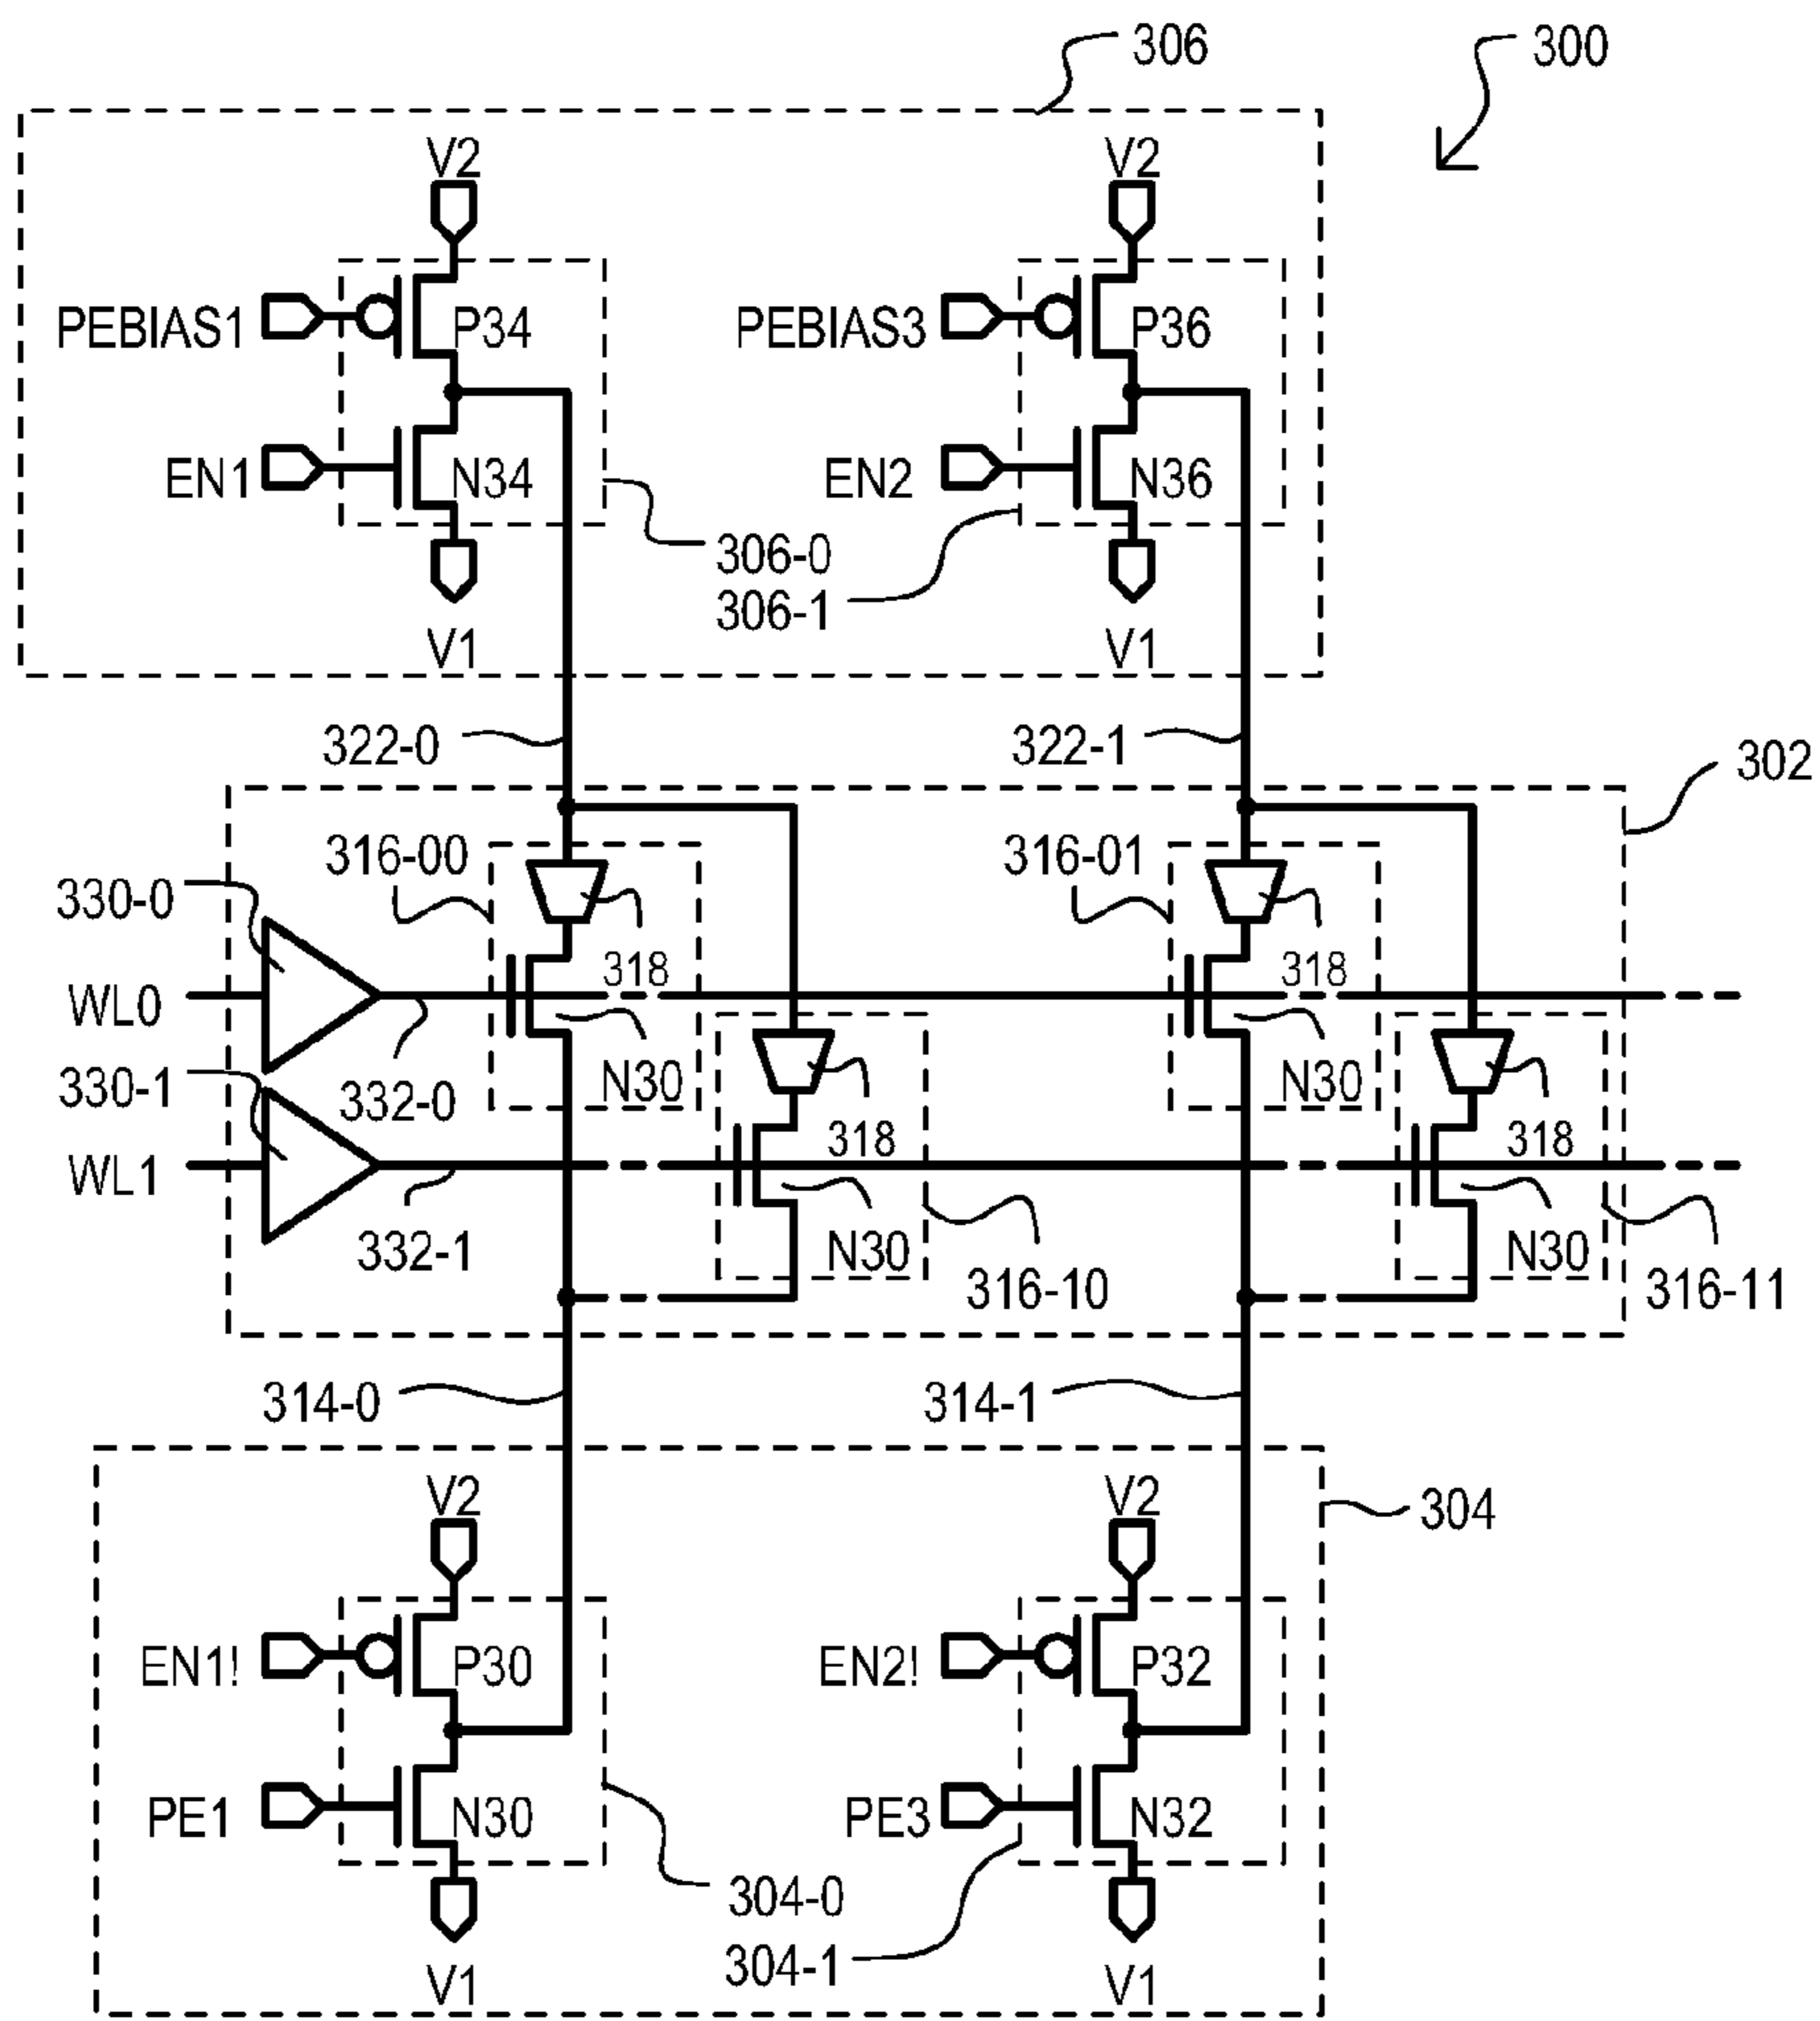 306
300
V2
V2
PEBIAS1
P34
PEBIAS3
P36
EN1
N34
EN2
N36
306-0
306-1
V1
V1
322-0
322-1
302
316-00
316-01
330-0
318
318
WL0
N30
N30
330-1
332-0
318
318
WL1
332-1
N30
N30
316-10
316-11
314-0
314-1
V2
V2
304
EN1!
P30
EN2!
P32
PE1
N30
PE3
N32
304-0
304-1
V1
V1